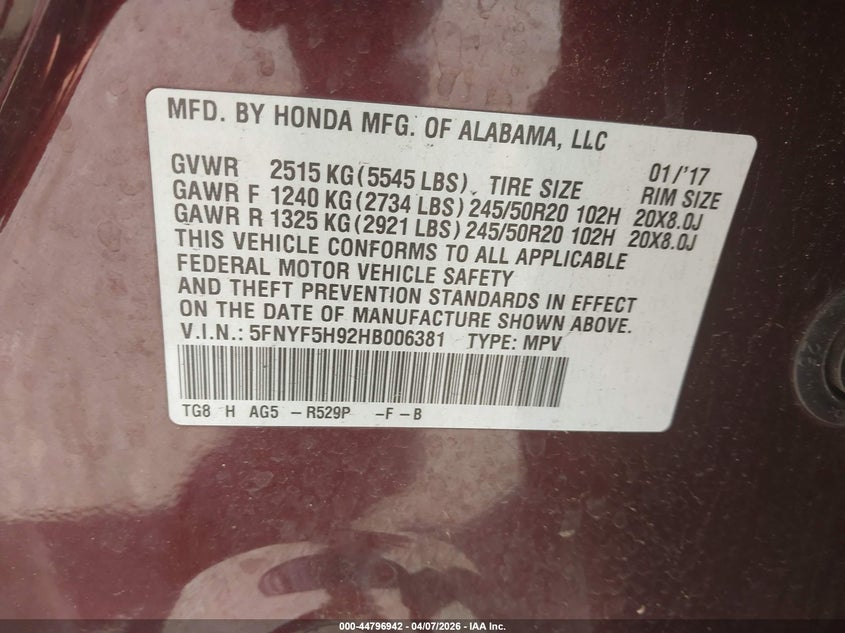 MFD. BY HONDA MFG. OF ALABAMA, LLC
01/'17
GVWR 2515 KG (5545 LBS) TIRE SIZE RIM SIZE
GAWR F 1240 KG (2734 LBS) 245/50R20 102H 20X8.0J
GAWR R 1325 KG (2921 LBS) 245/50R20 102H 20X8.0J
THIS VEHICLE CONFORMS TO ALL APPLICABLE
FEDERAL MOTOR VEHICLE SAFETY
AND THEFT PREVENTION STANDARDS IN EFFECT
ON THE DATE OF MANUFACTURE SHOWN ABOVE.
V.I.N.: 5FNYF5H92HB006381 TYPE: MPV
TG8 H AG5 -R529P -F-B
000-44796942 - 04/07/2026 - IAA Inc.